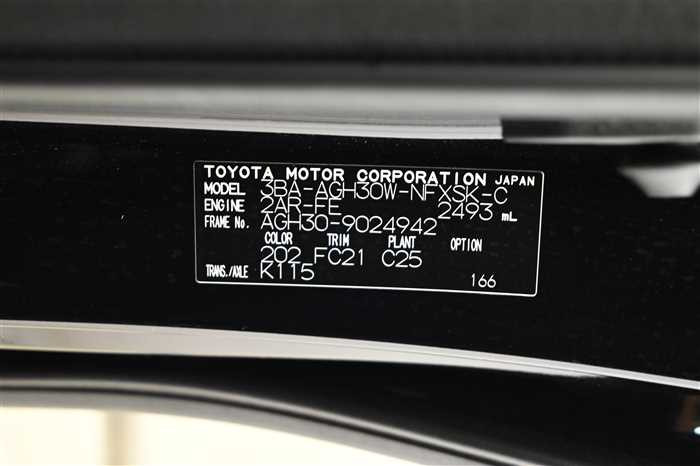 TOYOTA MOTOR CORPORATION JAPAN
MODEL 3BA-AGH30W-NFXSK-C
ENGINE 2AR-FE 2493 mL
FRAME No. AGH30-9024942
COLOR TRIM PLANT OPTION
202 FC21 C25
TRANS./AXLE K115 166